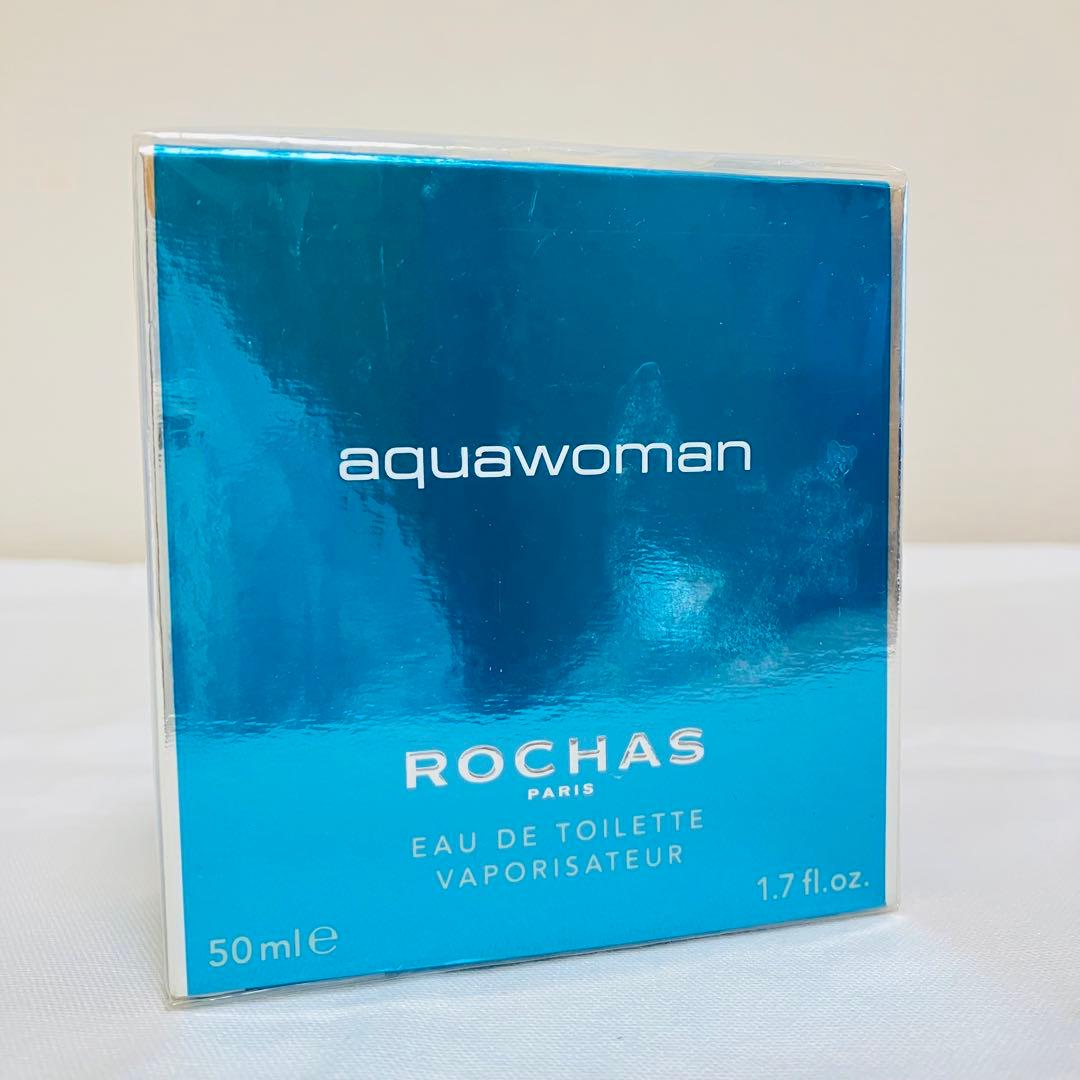 aquawoman
ROCHAS
PARIS
EAU DE TOILETTE
VAPORISATEUR
50 ml ℮
1.7 fl.oz.